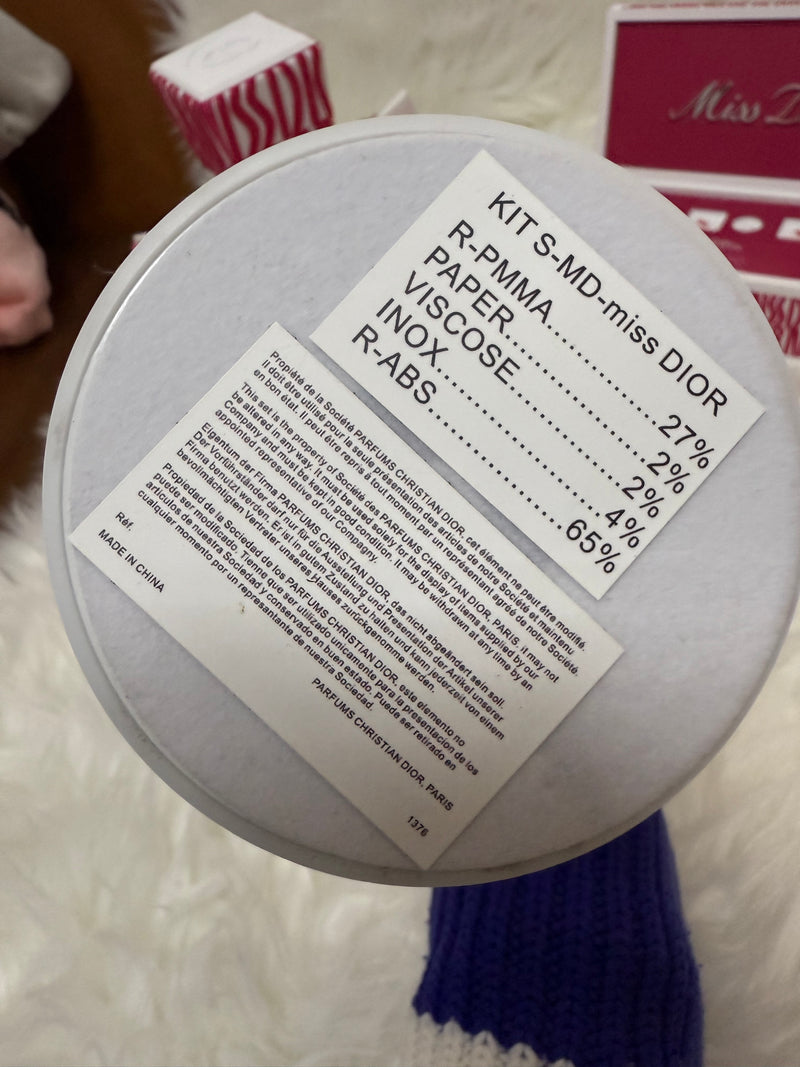 Miss D
MISSDI
KIT S-MD-miss DIOR
R-PMMA.................27%
PAPER....................2%
VISCOSE.................2%
INOX......................4%
R-ABS....................65%
Propiété de la Société PARFUMS CHRISTIAN DIOR, cet élément ne peut être modifié.
Il doit être utilisé pour la seule présentation des articles de notre Société et maintenu
en bon état. Il peut être repris à tout moment par un représentant agréé de notre Société.
This set is the property of Société des PARFUMS CHRISTIAN DIOR, PARIS, it may not
be altered in any way. It must be used solely for the display of items supplied by our
Company and must be kept in good condition. It may be withdrawn at any time by an
appointed representative of our Compagny.
Eigentum der Firma PARFUMS CHRISTIAN DIOR, das nicht abgeändert sein soll.
Der Vorführständer darf nur für die Ausstellung und Presentation der Artikel unserer
Firma benutzt werden. Er ist in gutem Zustand zu halten und kann jederzeit von einem
bevollmächtigten Vertreter unseres Hauses zurückgenomme werden.
Propiedad de la Sociedad de los PARFUMS CHRISTIAN DIOR, este elemento no
puede ser modificado. Tienne que ser utilizado unicamente para la presentacion de los
articulos de nuestra Sociedad y conservado en buen estado. Puede ser retirado en
cualquier momento por un representante de nuestra Sociedad.
PARFUMS CHRISTIAN DIOR, PARIS
Réf.
MADE IN CHINA
1376